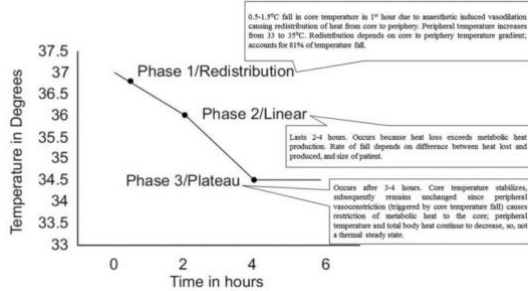 0.5-1.5°C fall in core temperature in 1st hour due to anaesthetic induced vasodilation
causing redistribution of heat from core to periphery. Peripheral temperature increases
from 33 to 35°C. Redistribution depends on core to periphery temperature gradient;
accounts for 81% of temperature fall.
37.5
37
36.5
36
35.5
35
34.5
34
33.5
33
Temperature in Degrees
Phase 1/Redistribution
Phase 2/Linear
Lasts 2-4 hours. Occurs because heat loss exceeds metabolic heat
production. Rate of fall depends on difference between heat lost and
produced, and size of patient.
Phase 3/Plateau
Occurs after 3-4 hours. Core temperature stabilizes,
subsequently remains unchanged since peripheral
vasoconstriction (triggered by core temperature fall) causes
restriction of metabolic heat to the core; peripheral
temperature and total body heat continue to decrease, so, not
a thermal steady state.
0 2 4 6
Time in hours